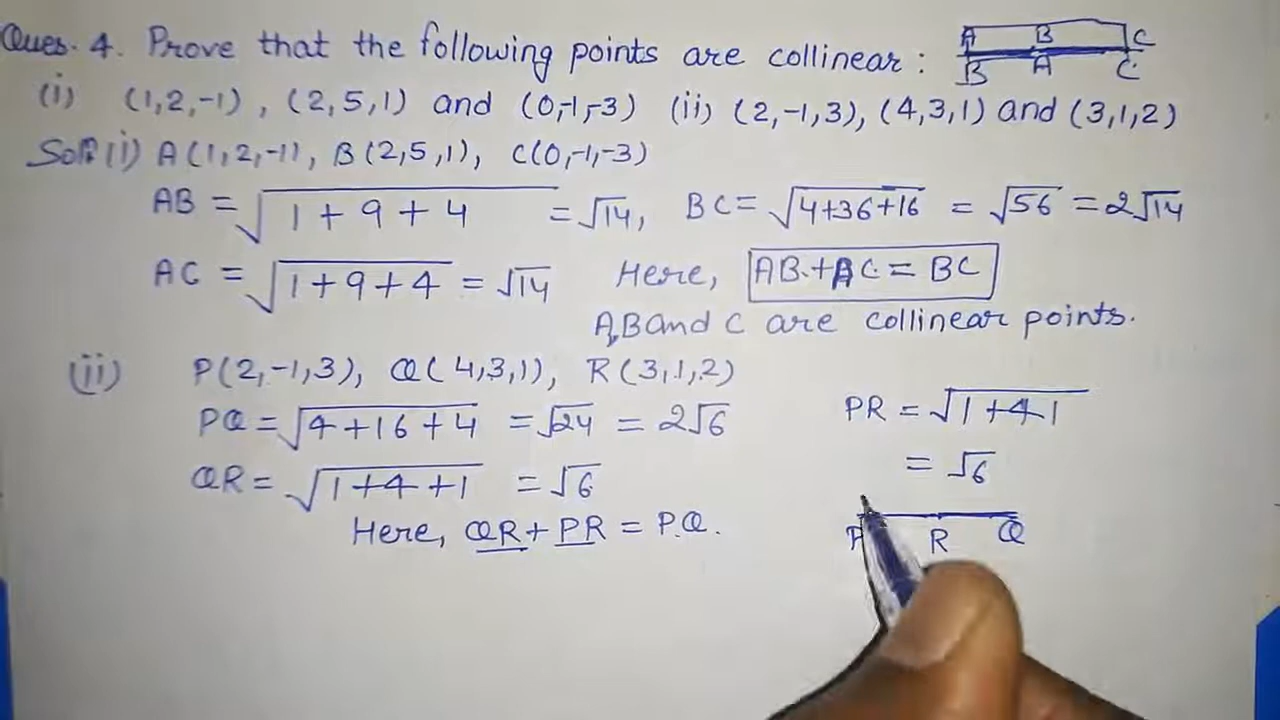 Ques. 4. Prove that the following points are collinear :
A B C
B A C
(i) (1,2,-1) , (2,5,1) and (0,-1,-3) (ii) (2,-1,3), (4,3,1) and (3,1,2)
Soln (i) A(1,2,-1), B(2,5,1), C(0,-1,-3)
AB = √1+9+4 = √14, BC = √4+36+16 = √56 = 2√14
AC = √1+9+4 = √14 Here, AB+AC = BC
A,B and C are collinear points.
(ii) P(2,-1,3), Q(4,3,1), R(3,1,2)
PQ = √4+16+4 = √24 = 2√6 PR = √1+4+1
QR = √1+4+1 = √6 = √6
Here, QR + PR = PQ.
P R Q